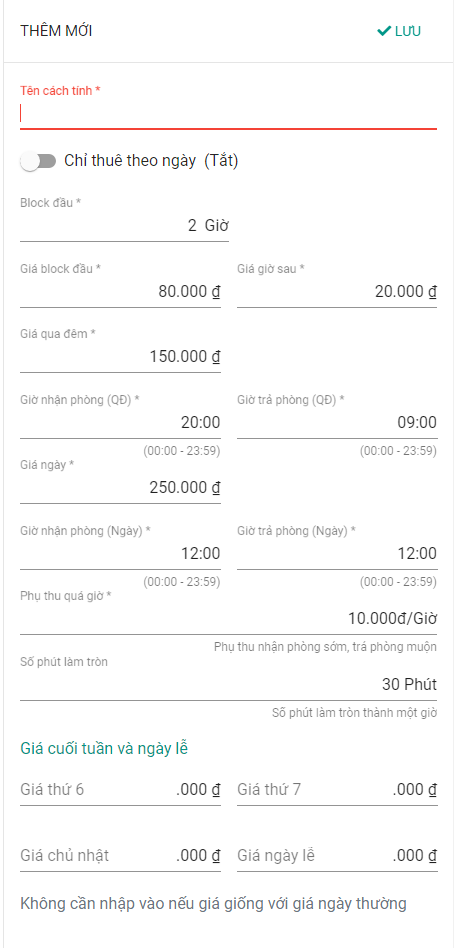 THÊM MỚI LƯU
Tên cách tính *
Chỉ thuê theo ngày (Tắt)
Block đầu *
2 Giờ
Giá block đầu * Giá giờ sau *
80.000 ₫ 20.000 ₫
Giá qua đêm *
150.000 ₫
Giờ nhận phòng (QĐ) * Giờ trả phòng (QĐ) *
20:00 09:00
(00:00 - 23:59) (00:00 - 23:59)
Giá ngày *
250.000 ₫
Giờ nhận phòng (Ngày) * Giờ trả phòng (Ngày) *
12:00 12:00
(00:00 - 23:59) (00:00 - 23:59)
Phụ thu quá giờ *
10.000đ/Giờ
Phụ thu nhận phòng sớm, trả phòng muộn
Số phút làm tròn
30 Phút
Số phút làm tròn thành một giờ
Giá cuối tuần và ngày lễ
Giá thứ 6 .000 ₫ Giá thứ 7 .000 ₫
Giá chủ nhật .000 ₫ Giá ngày lễ .000 ₫
Không cần nhập vào nếu giá giống với giá ngày thường